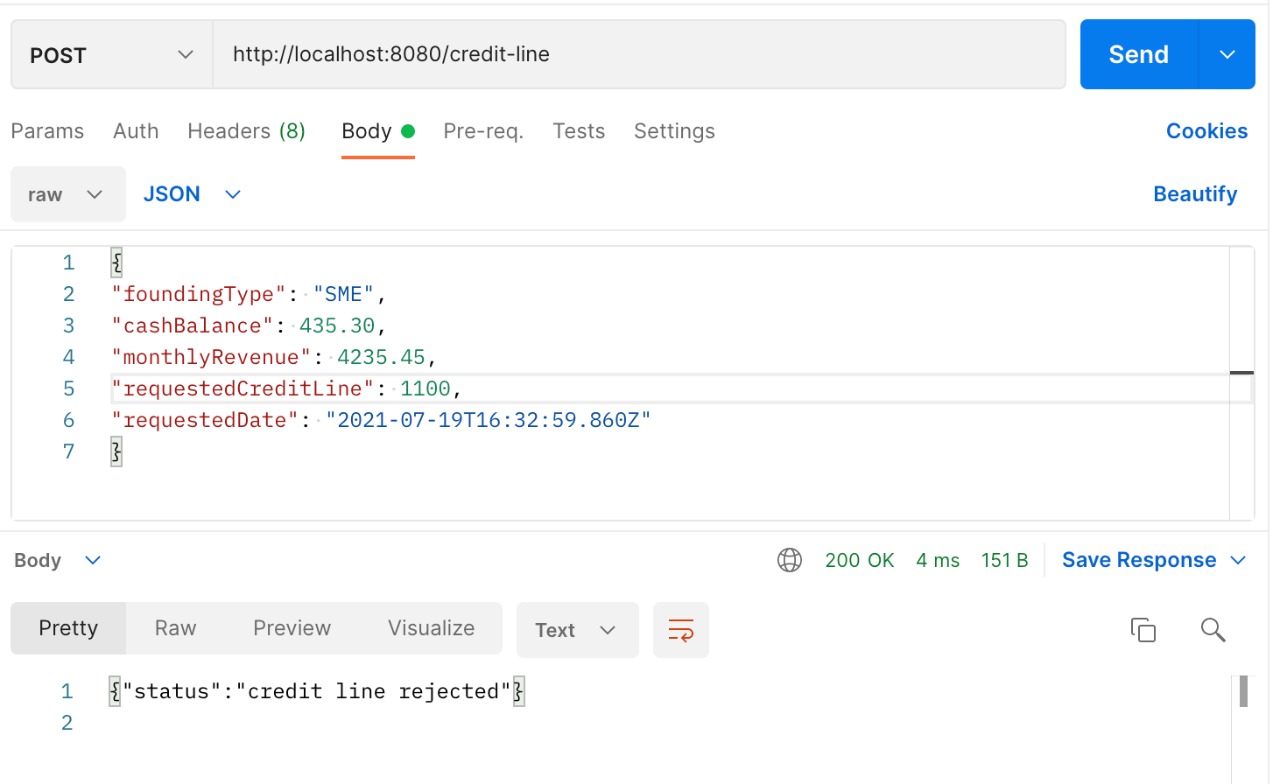 POST http://localhost:8080/credit-line Send
Params Auth Headers (8) Body Pre-req. Tests Settings Cookies
raw JSON Beautify
1 {
2 "foundingType": "SME",
3 "cashBalance": 435.30,
4 "monthlyRevenue": 4235.45,
5 "requestedCreditLine": 1100,
6 "requestedDate": "2021-07-19T16:32:59.860Z"
7 }
Body 200 OK 4 ms 151 B Save Response
Pretty Raw Preview Visualize Text
1 {"status":"credit line rejected"}
2